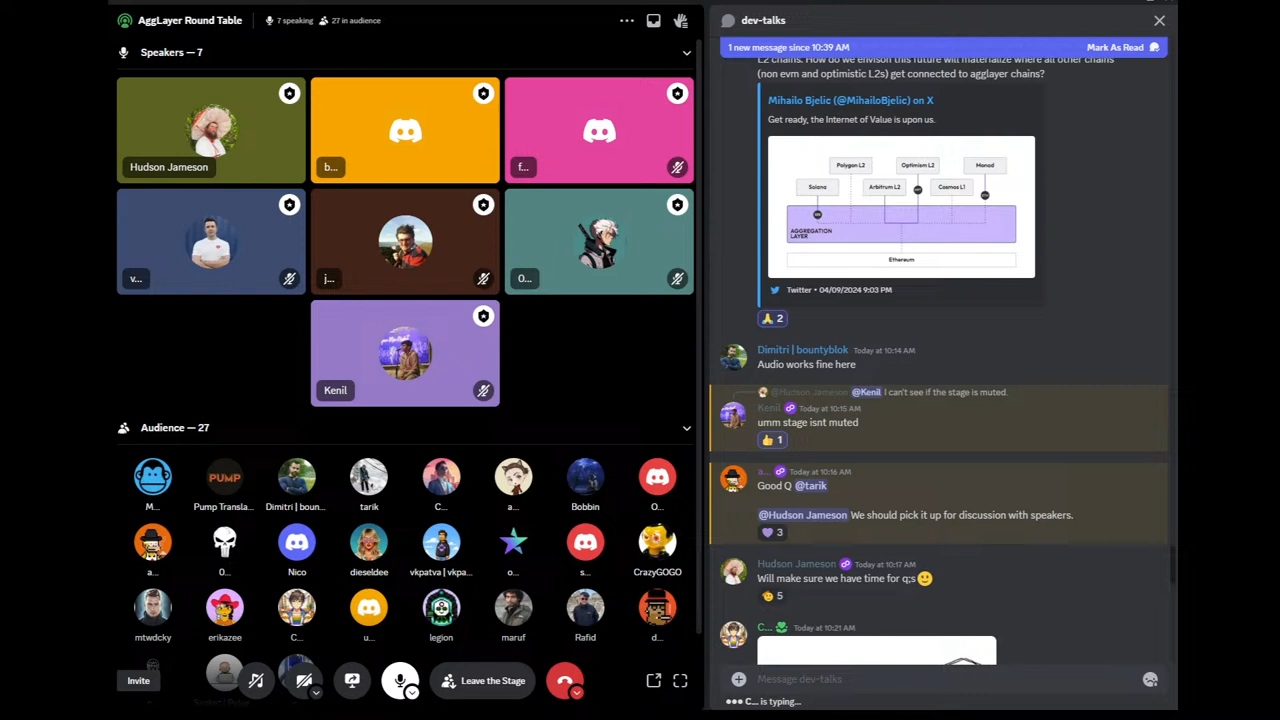 AggLayer Round Table
7 speaking
27 in audience
Speakers — 7
Hudson Jameson
b...
f...
v...
j...
0...
Kenil
Audience — 27
M...
PUMP
Pump Transla...
Dimitri | boun...
tarik
C...
a...
Bobbin
O...
a...
0...
Nico
dieseldee
vkpatva | vkpa...
o...
s...
CrazyGOGO
mtwdcky
erikazee
C...
u...
legion
maruf
Rafid
d...
Invite
Leave the Stage
dev-talks
1 new message since 10:39 AM
Mark As Read
L2 chains. How do we envison this future will materialize where all other chains
(non evm and optimistic L2s) get connected to agglayer chains?
Mihailo Bjelic (@MihailoBjelic) on X
Get ready, the Internet of Value is upon us.
Polygon L2
Optimism L2
Monad
Solana
Arbitrum L2
Cosmos L1
AGGREGATION
LAYER
Ethereum
Twitter • 04/09/2024 9:03 PM
2
Dimitri | bountyblok Today at 10:14 AM
Audio works fine here
@Hudson Jameson @Kenil I can't see if the stage is muted.
Kenil Today at 10:15 AM
umm stage isnt muted
1
a... Today at 10:16 AM
Good Q @tarik
@Hudson Jameson We should pick it up for discussion with speakers.
3
Hudson Jameson Today at 10:17 AM
Will make sure we have time for q;s
5
C... Today at 10:21 AM
Message dev-talks
C... is typing...